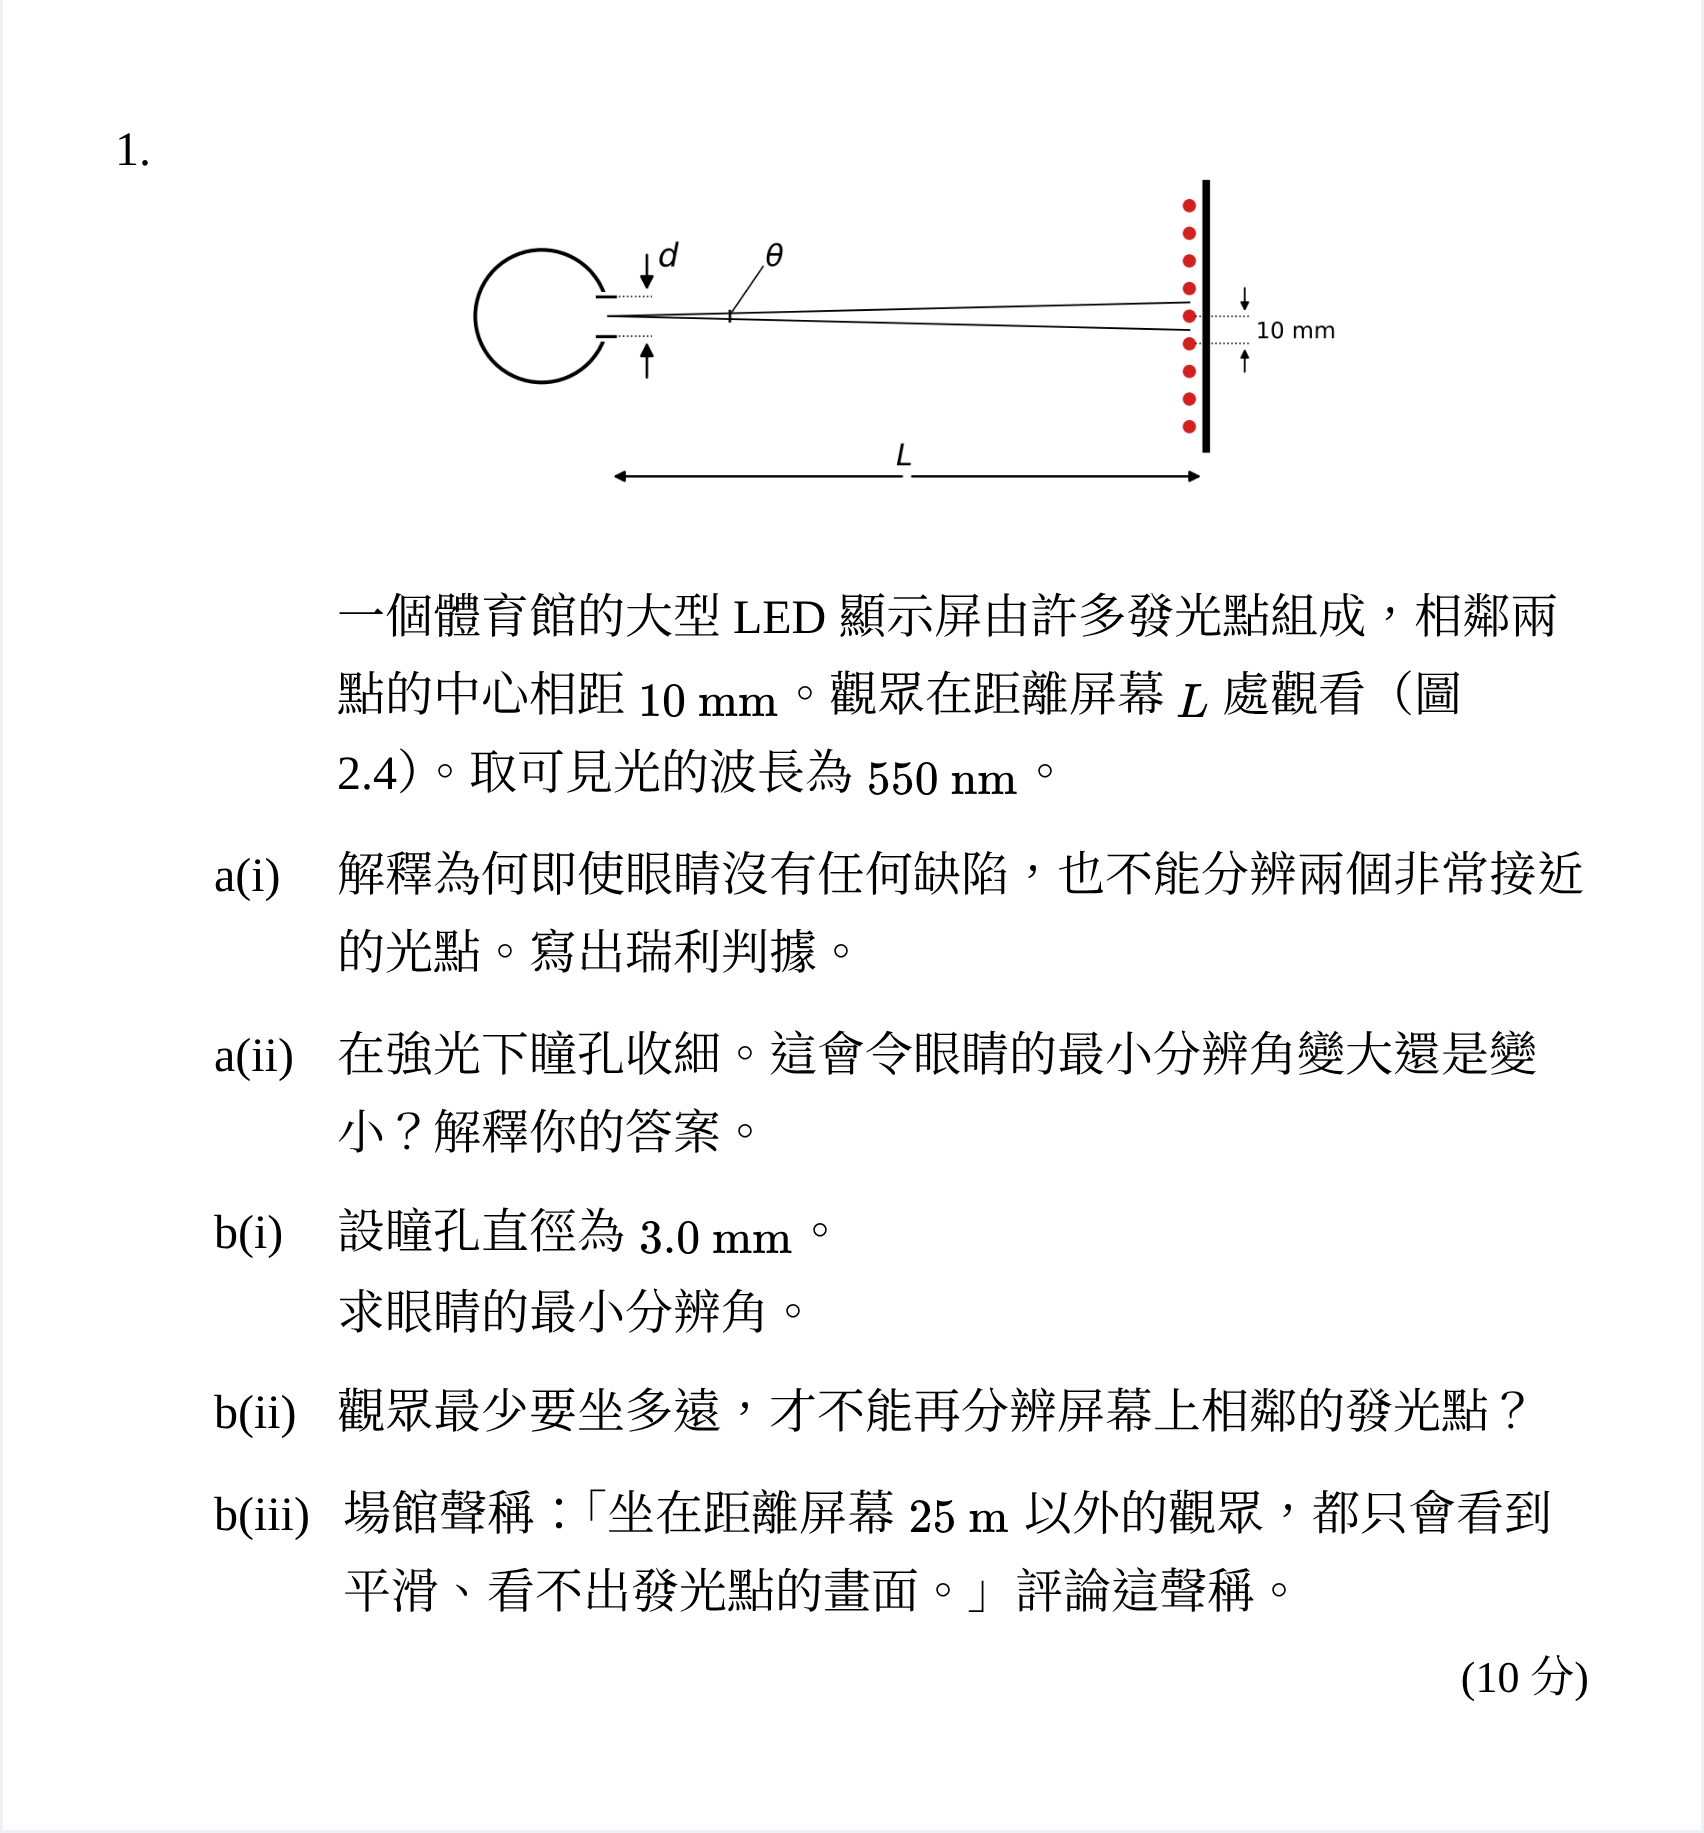 1.
d
θ
10 mm
L
一個體育館的大型 LED 顯示屏由許多發光點組成，相鄰兩
點的中心相距 10 mm。觀眾在距離屏幕 L 處觀看（圖
2.4）。取可見光的波長為 550 nm。
a(i) 解釋為何即使眼睛沒有任何缺陷，也不能分辨兩個非常接近
的光點。寫出瑞利判據。
a(ii) 在強光下瞳孔收細。這會令眼睛的最小分辨角變大還是變
小？解釋你的答案。
b(i) 設瞳孔直徑為 3.0 mm。
求眼睛的最小分辨角。
b(ii) 觀眾最少要坐多遠，才不能再分辨屏幕上相鄰的發光點？
b(iii) 場館聲稱：「坐在距離屏幕 25 m 以外的觀眾，都只會看到
平滑、看不出發光點的畫面。」評論這聲稱。
(10 分)